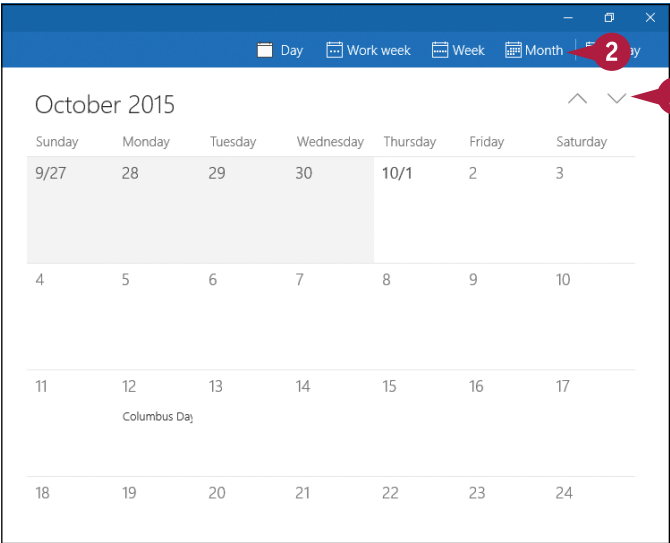 Day Work week Week Month 2 ay
October 2015
Sunday Monday Tuesday Wednesday Thursday Friday Saturday
9/27 28 29 30 10/1 2 3
4 5 6 7 8 9 10
11 12 13 14 15 16 17
Columbus Day
18 19 20 21 22 23 24